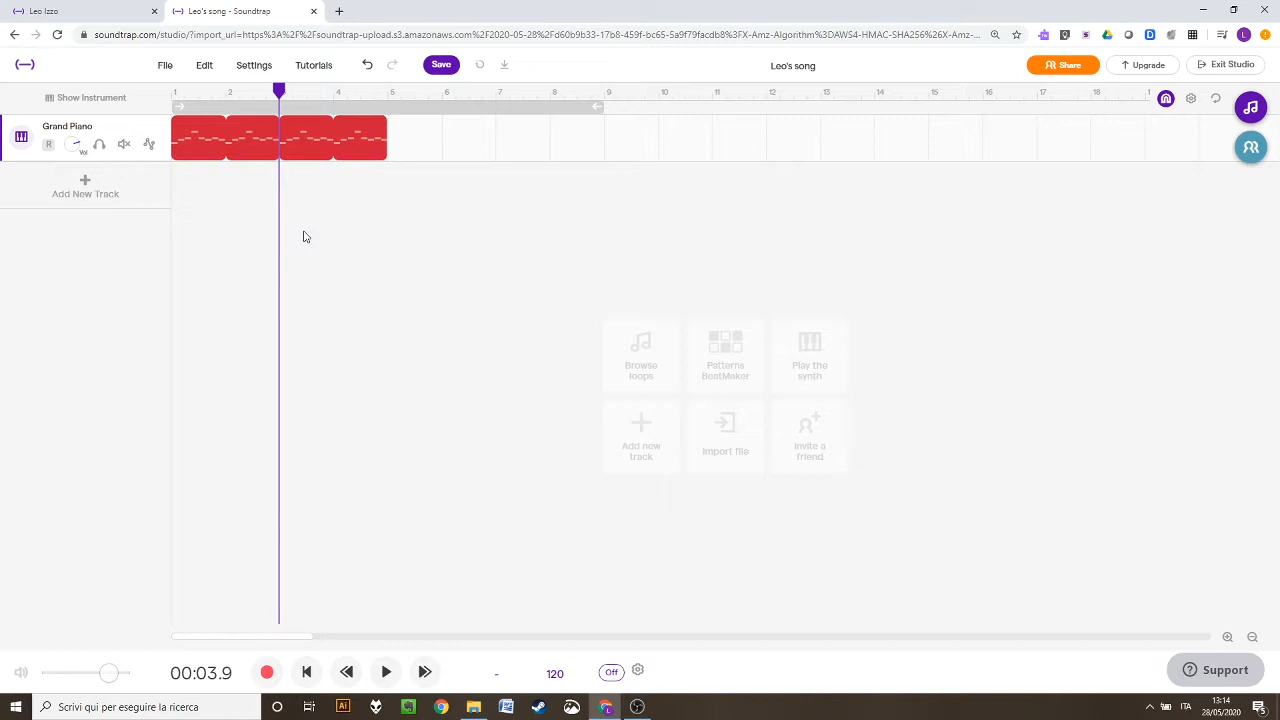 Leo Izzo
Leo's song - Soundtrap
soundtrap.com/studio/?import_url=https%3A%2F%2Fsoundtrap-upload.s3.amazonaws.com%2F2020-05-28%2Fd60b9b33-17b8-459f-bc65-5a9f79facdb8%3FX-Amz-Algorithm%3DAWS4-HMAC-SHA256%26X-Amz-...
File Edit Settings Tutorials Save
Leo's song
Share Upgrade Exit Studio
Show Instrument
1 2 3 4 5 6 7 8 9 10 11 12 13 14 15 16 17 18
Grand Piano
R
Vol
Add New Track
Browse loops
Patterns BeatMaker
Play the synth
Add new track
Import file
Invite a friend
00:03.9
-
120
Off
Support
Scrivi qui per eseguire la ricerca
ITA
13:14
28/05/2020